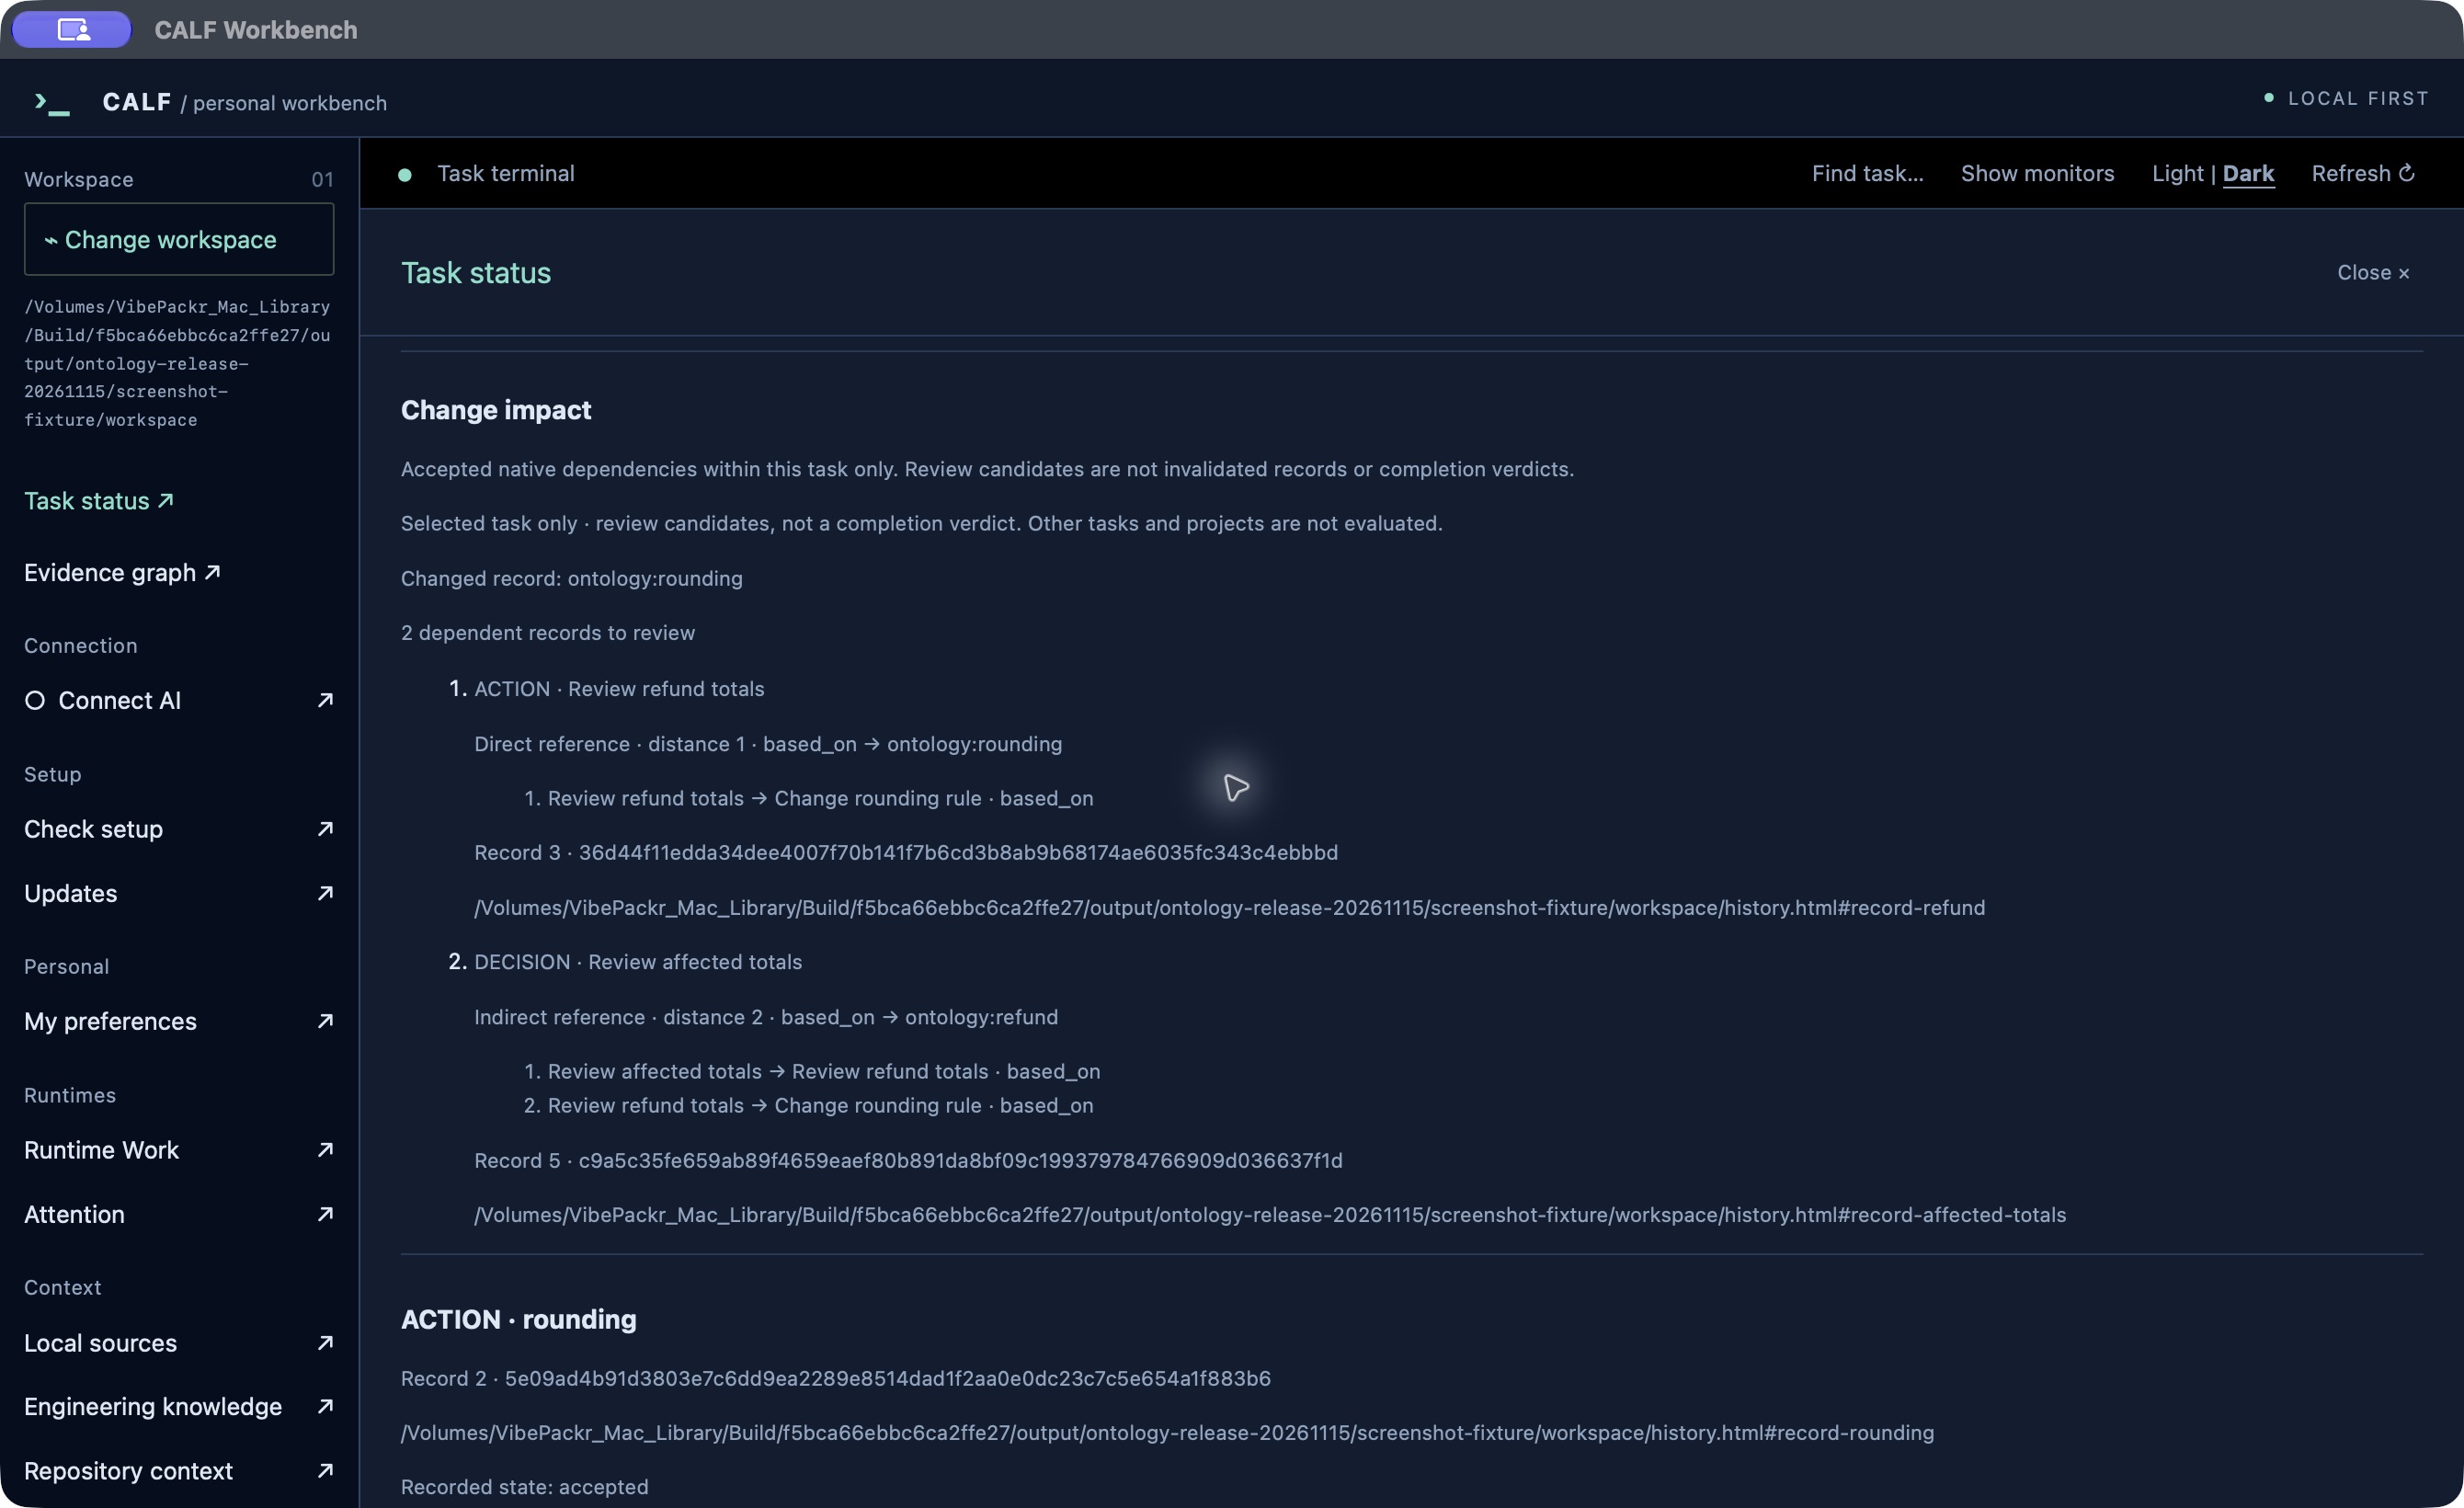 CALF Workbench
CALF / personal workbench
LOCAL FIRST
Workspace 01
Change workspace
/Volumes/VibePackr_Mac_Library
/Build/f5bca66ebbc6ca2ffe27/ou
tput/ontology-release-
20261115/screenshot-
fixture/workspace
Task status ↗
Evidence graph ↗
Connection
Connect AI ↗
Setup
Check setup ↗
Updates ↗
Personal
My preferences ↗
Runtimes
Runtime Work ↗
Attention ↗
Context
Local sources ↗
Engineering knowledge ↗
Repository context ↗
Task terminal
Find task...
Show monitors
Light | Dark
Refresh ↻
Task status
Close ×
Change impact
Accepted native dependencies within this task only. Review candidates are not invalidated records or completion verdicts.
Selected task only · review candidates, not a completion verdict. Other tasks and projects are not evaluated.
Changed record: ontology:rounding
2 dependent records to review
1. ACTION · Review refund totals
Direct reference · distance 1 · based_on → ontology:rounding
1. Review refund totals → Change rounding rule · based_on
Record 3 · 36d44f11edda34dee4007f70b141f7b6cd3b8ab9b68174ae6035fc343c4ebbbd
/Volumes/VibePackr_Mac_Library/Build/f5bca66ebbc6ca2ffe27/output/ontology-release-20261115/screenshot-fixture/workspace/history.html#record-refund
2. DECISION · Review affected totals
Indirect reference · distance 2 · based_on → ontology:refund
1. Review affected totals → Review refund totals · based_on
2. Review refund totals → Change rounding rule · based_on
Record 5 · c9a5c35fe659ab89f4659eaef80b891da8bf09c199379784766909d036637f1d
/Volumes/VibePackr_Mac_Library/Build/f5bca66ebbc6ca2ffe27/output/ontology-release-20261115/screenshot-fixture/workspace/history.html#record-affected-totals
ACTION · rounding
Record 2 · 5e09ad4b91d3803e7c6dd9ea2289e8514dad1f2aa0e0dc23c7c5e654a1f883b6
/Volumes/VibePackr_Mac_Library/Build/f5bca66ebbc6ca2ffe27/output/ontology-release-20261115/screenshot-fixture/workspace/history.html#record-rounding
Recorded state: accepted